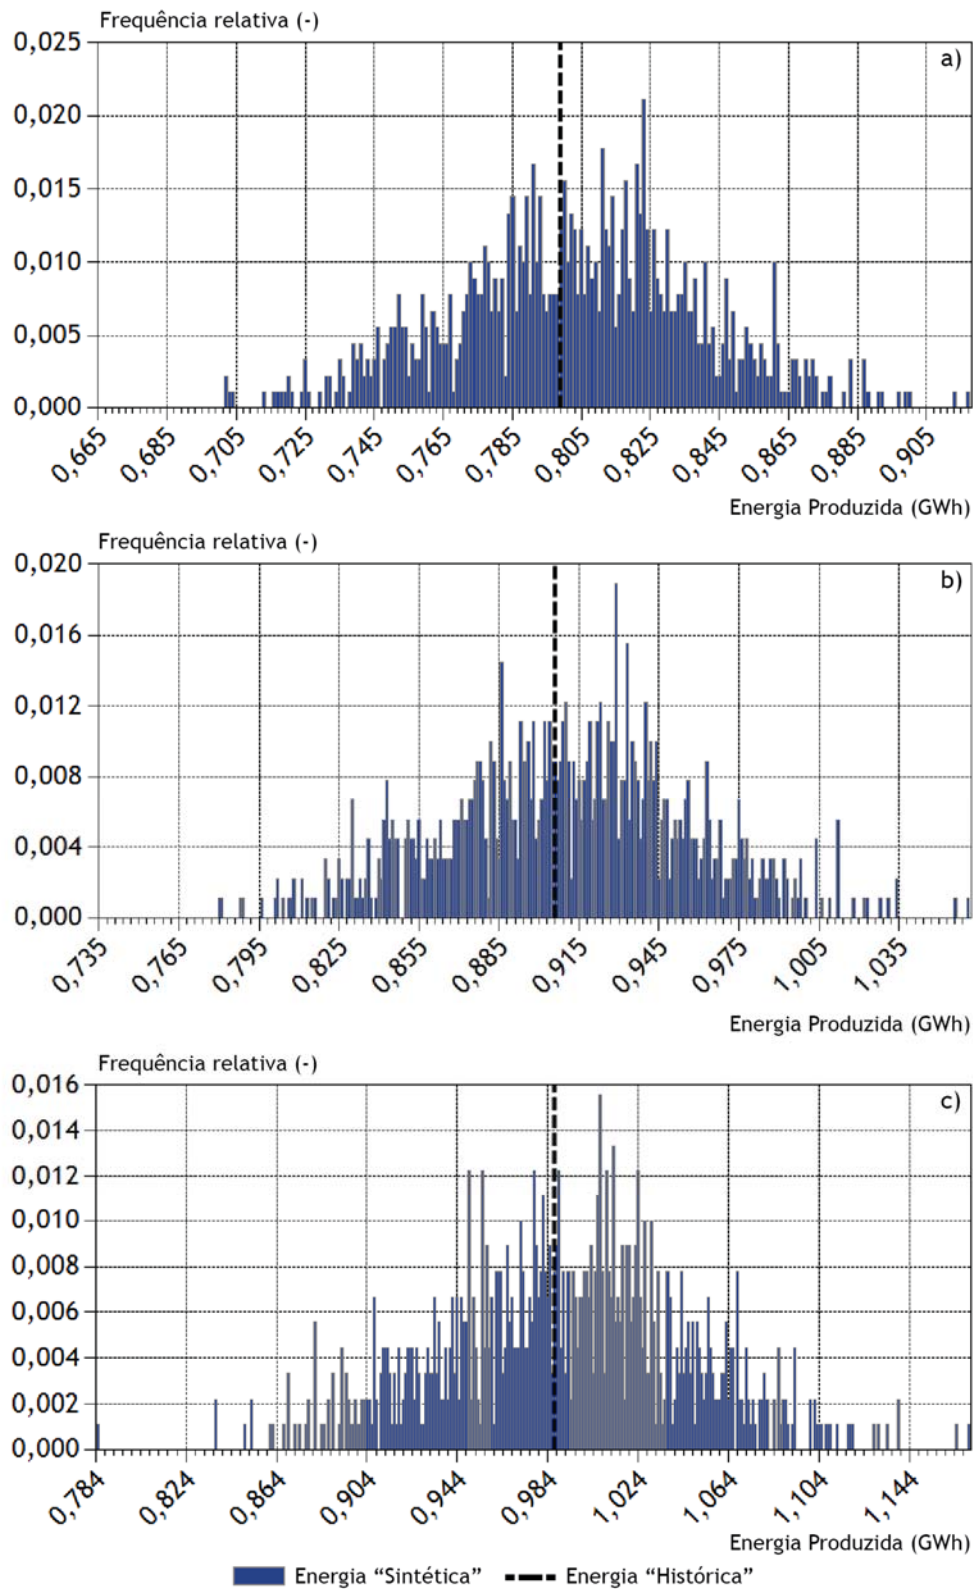 Frequência relativa (-)
a)
0,025
0,020
0,015
0,010
0,005
0,000
0,665 0,685 0,705 0,725 0,745 0,765 0,785 0,805 0,825 0,845 0,865 0,885 0,905
Energia Produzida (GWh)
Frequência relativa (-)
b)
0,020
0,016
0,012
0,008
0,004
0,000
0,735 0,765 0,795 0,825 0,855 0,885 0,915 0,945 0,975 1,005 1,035
Energia Produzida (GWh)
Frequência relativa (-)
c)
0,016
0,014
0,012
0,010
0,008
0,006
0,004
0,002
0,000
0,784 0,824 0,864 0,904 0,944 0,984 1,024 1,064 1,104 1,144
Energia Produzida (GWh)
Energia “Sintética” Energia “Histórica”